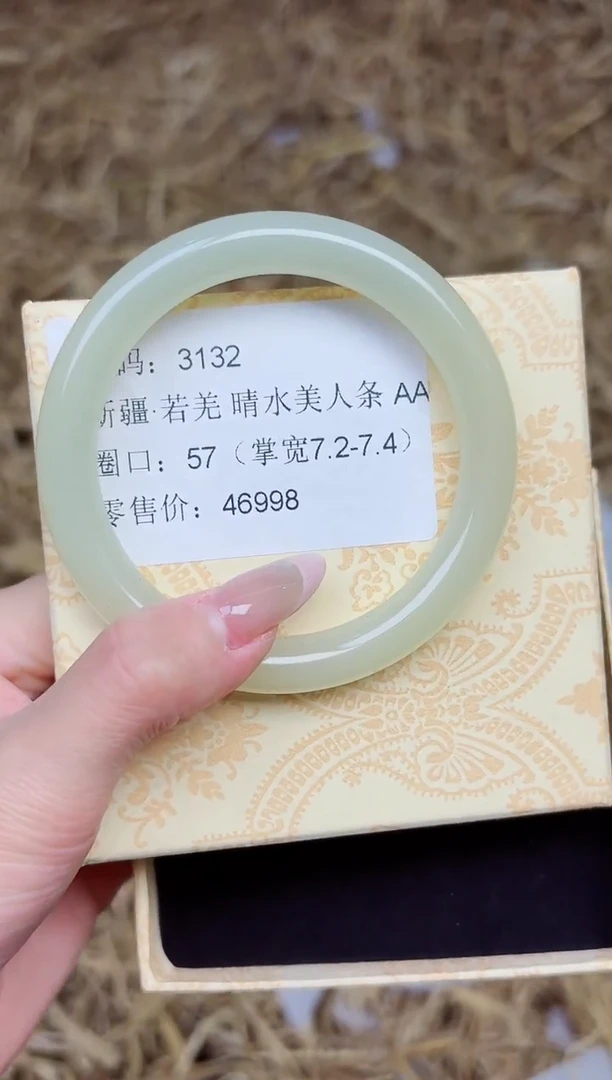 码：3132
新疆·若羌 晴水美人条 AA
圈口：57（掌宽7.2-7.4）
零售价：46998